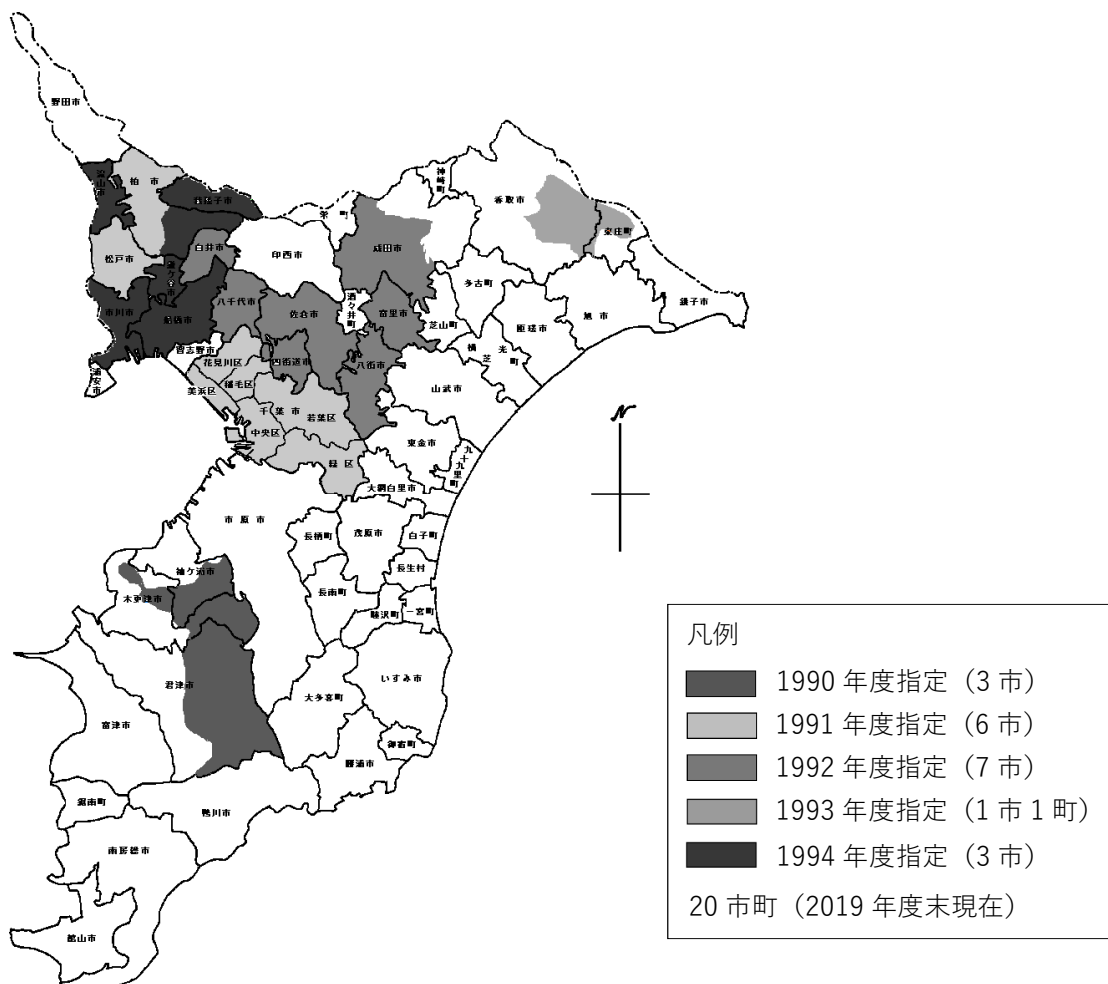 野田市
流山市
柏市
我孫子市
松戸市
白井市
鎌ケ谷市
市川市
船橋市
浦安市
習志野市
八千代市
印西市
栄町
成田市
神崎町
香取市
東庄町
銚子市
旭市
匝瑳市
多古町
芝山町
横芝光町
富里市
酒々井町
佐倉市
四街道市
八街市
山武市
東金市
九十九里町
大網白里市
花見川区
稲毛区
美浜区
千葉市
若葉区
中央区
緑区
市原市
長柄町
茂原市
白子町
長生村
長南町
睦沢町
一宮町
袖ケ浦市
木更津市
君津市
富津市
大多喜町
いすみ市
御宿町
勝浦市
鴨川市
鋸南町
南房総市
館山市
N
凡例
1990 年度指定（3 市）
1991 年度指定（6 市）
1992 年度指定（7 市）
1993 年度指定（1 市 1 町）
1994 年度指定（3 市）
20 市町（2019 年度末現在）